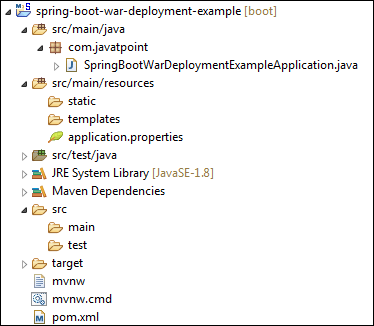 spring-boot-war-deployment-example [boot]
src/main/java
com.javatpoint
SpringBootWarDeploymentExampleApplication.java
src/main/resources
static
templates
application.properties
src/test/java
JRE System Library [JavaSE-1.8]
Maven Dependencies
src
main
test
target
mvnw
mvnw.cmd
pom.xml